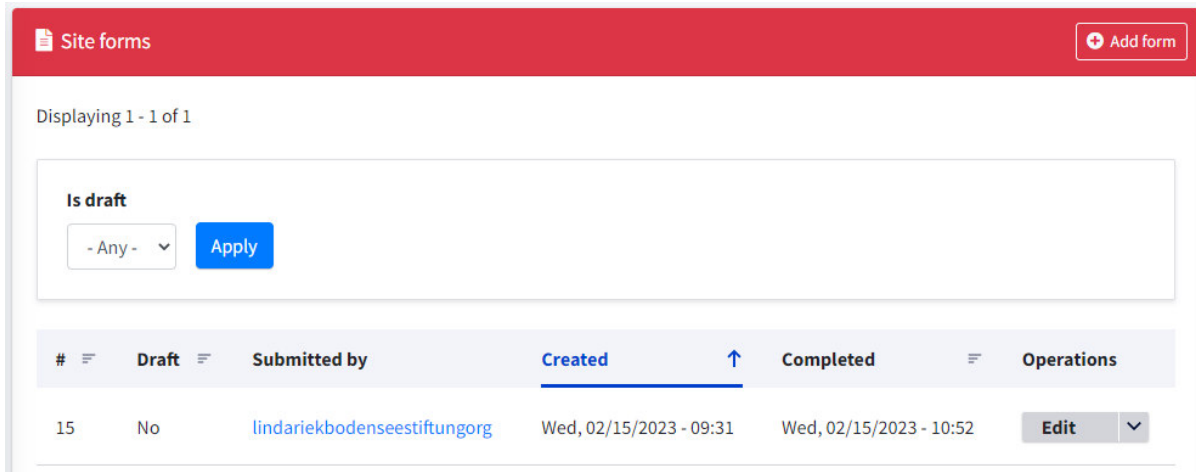 Site forms Add form
Displaying 1 - 1 of 1
Is draft
- Any - Apply
# Draft Submitted by Created Completed Operations
15 No lindariekbodenseestiftungorg Wed, 02/15/2023 - 09:31 Wed, 02/15/2023 - 10:52 Edit